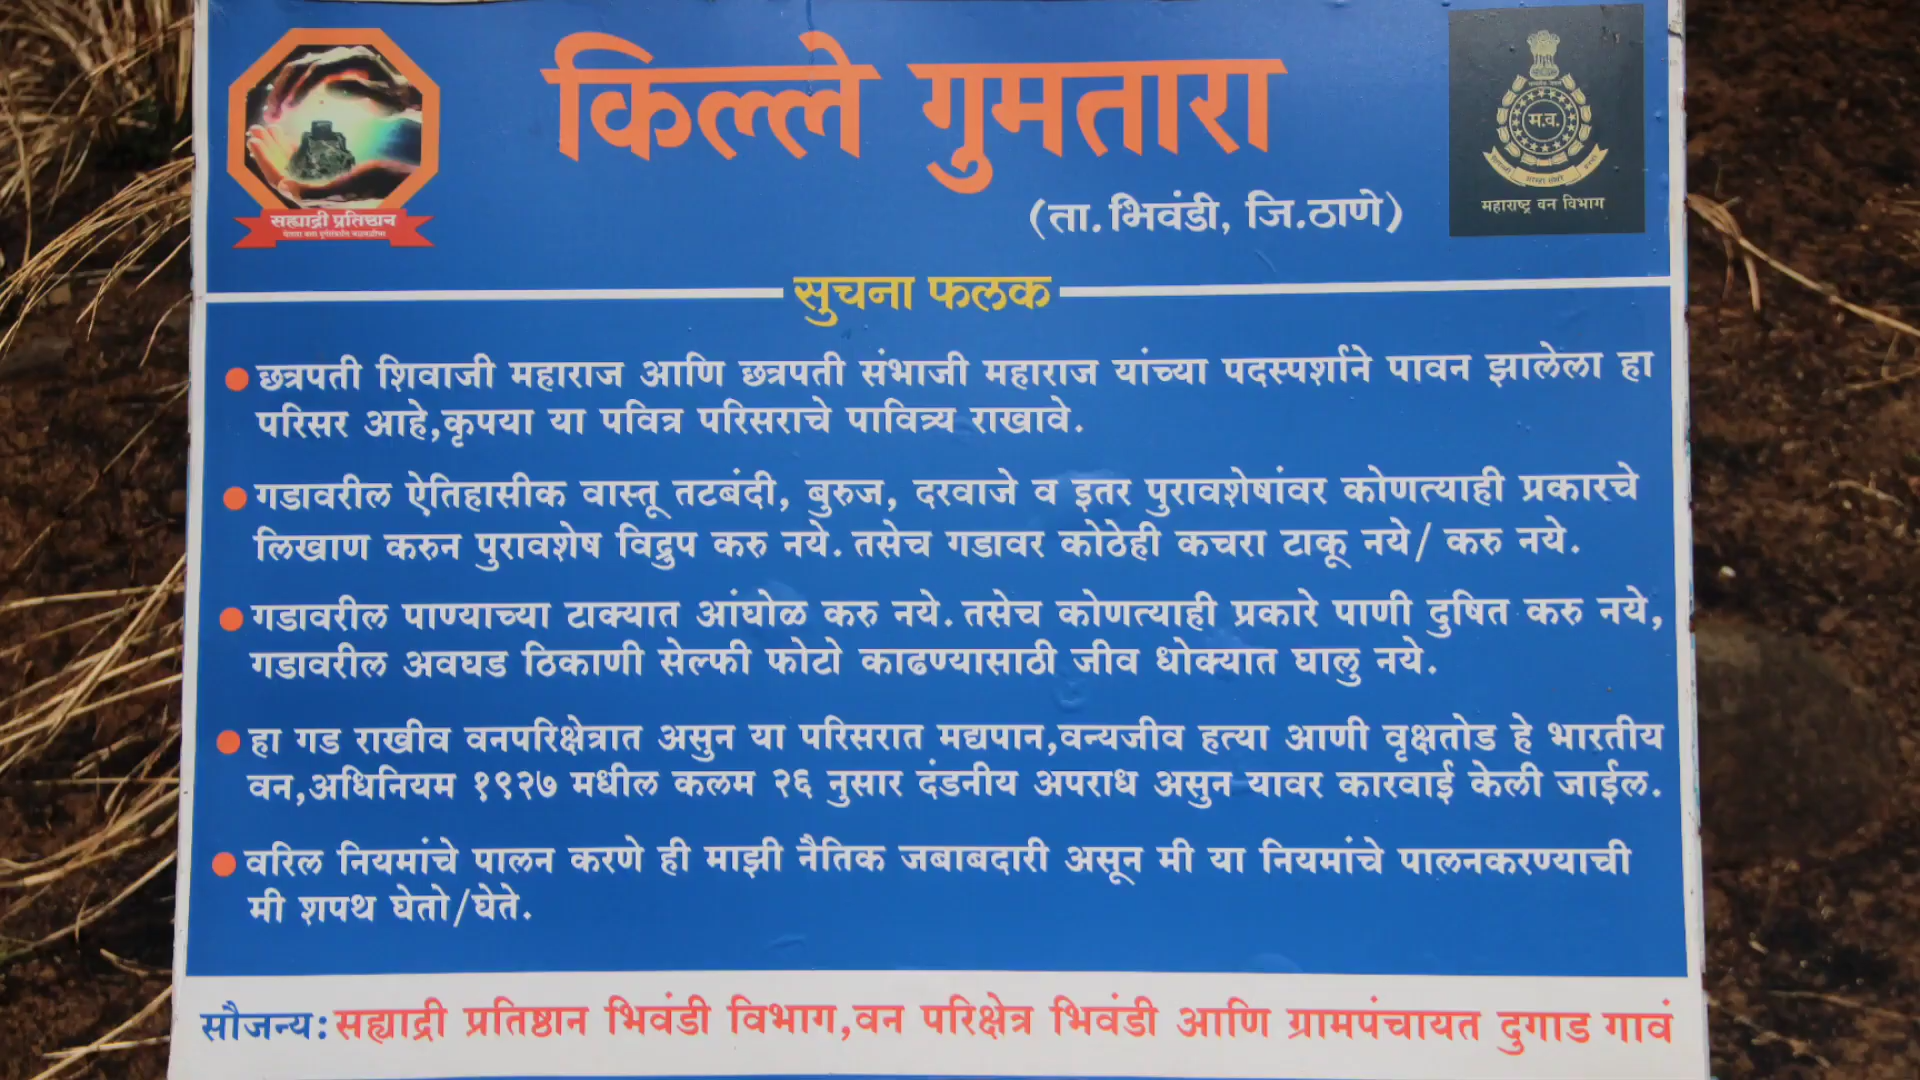 किल्ले गुमतारा
(ता. भिवंडी, जि.ठाणे)
सह्याद्री प्रतिष्ठान
म.व.
महाराष्ट्र वन विभाग
सुचना फलक
छत्रपती शिवाजी महाराज आणि छत्रपती संभाजी महाराज यांच्या पदस्पर्शाने पावन झालेला हा
परिसर आहे,कृपया या पवित्र परिसराचे पावित्र्य राखावे.
गडावरील ऐतिहासीक वास्तू तटबंदी, बुरुज, दरवाजे व इतर पुरावशेषांवर कोणत्याही प्रकारचे
लिखाण करुन पुरावशेष विद्रुप करु नये. तसेच गडावर कोठेही कचरा टाकू नये/ करु नये.
गडावरील पाण्याच्या टाक्यात आंघोळ करु नये. तसेच कोणत्याही प्रकारे पाणी दुषित करु नये,
गडावरील अवघड ठिकाणी सेल्फी फोटो काढण्यासाठी जीव धोक्यात घालु नये.
हा गड राखीव वनपरिक्षेत्रात असुन या परिसरात मद्यपान,वन्यजीव हत्या आणी वृक्षतोड हे भारतीय
वन,अधिनियम १९२७ मधील कलम २६ नुसार दंडनीय अपराध असुन यावर कारवाई केली जाईल.
वरिल नियमांचे पालन करणे ही माझी नैतिक जबाबदारी असून मी या नियमांचे पालनकरण्याची
मी शपथ घेतो/घेते.
सौजन्य: सह्याद्री प्रतिष्ठान भिवंडी विभाग,वन परिक्षेत्र भिवंडी आणि ग्रामपंचायत दुगाड गावं